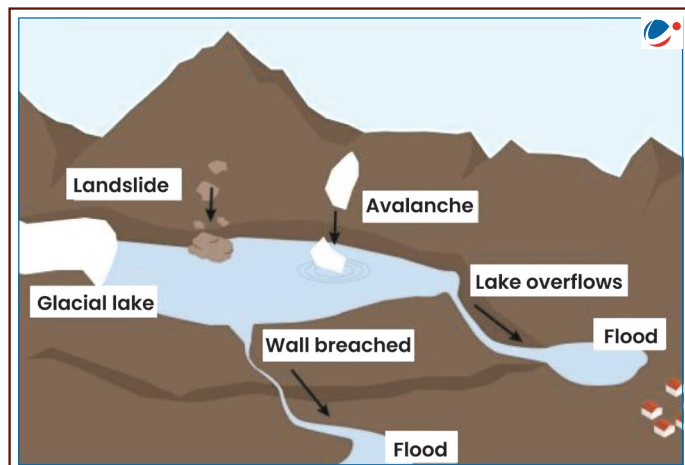 Landslide
Avalanche
Lake overflows
Glacial lake
Flood
Wall breached
Flood